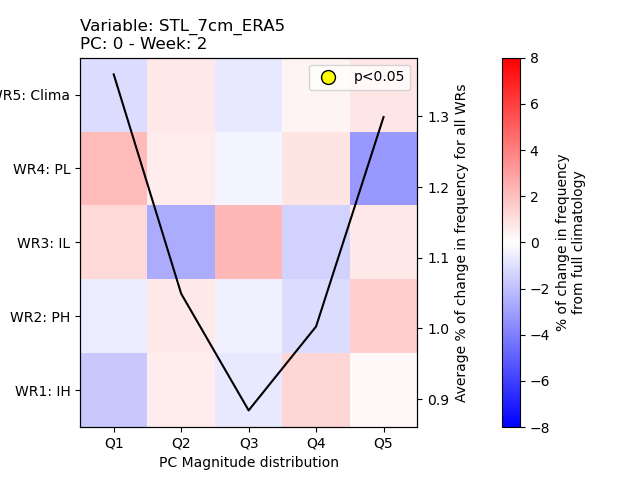 Variable: STL_7cm_ERA5
PC: 0 - Week: 2
p<0.05
WR5: Clima
WR4: PL
WR3: IL
WR2: PH
WR1: IH
Q1 Q2 Q3 Q4 Q5
PC Magnitude distribution
1.3
1.2
1.1
1.0
0.9
Average % of change in frequency for all WRs
8
6
4
2
0
−2
−4
−6
−8
% of change in frequency
from full climatology